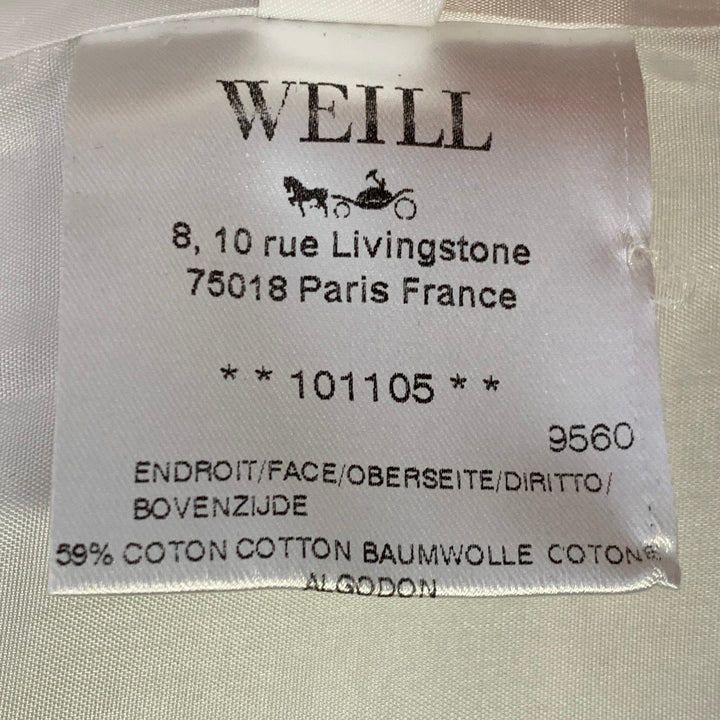 WEILL
8, 10 rue Livingstone
75018 Paris France
* * 101105 * *
9560
ENDROIT/FACE/OBERSEITE/DIRITTO/
BOVENZIJDE
59% COTON COTTON BAUMWOLLE COTONE
ALGODON